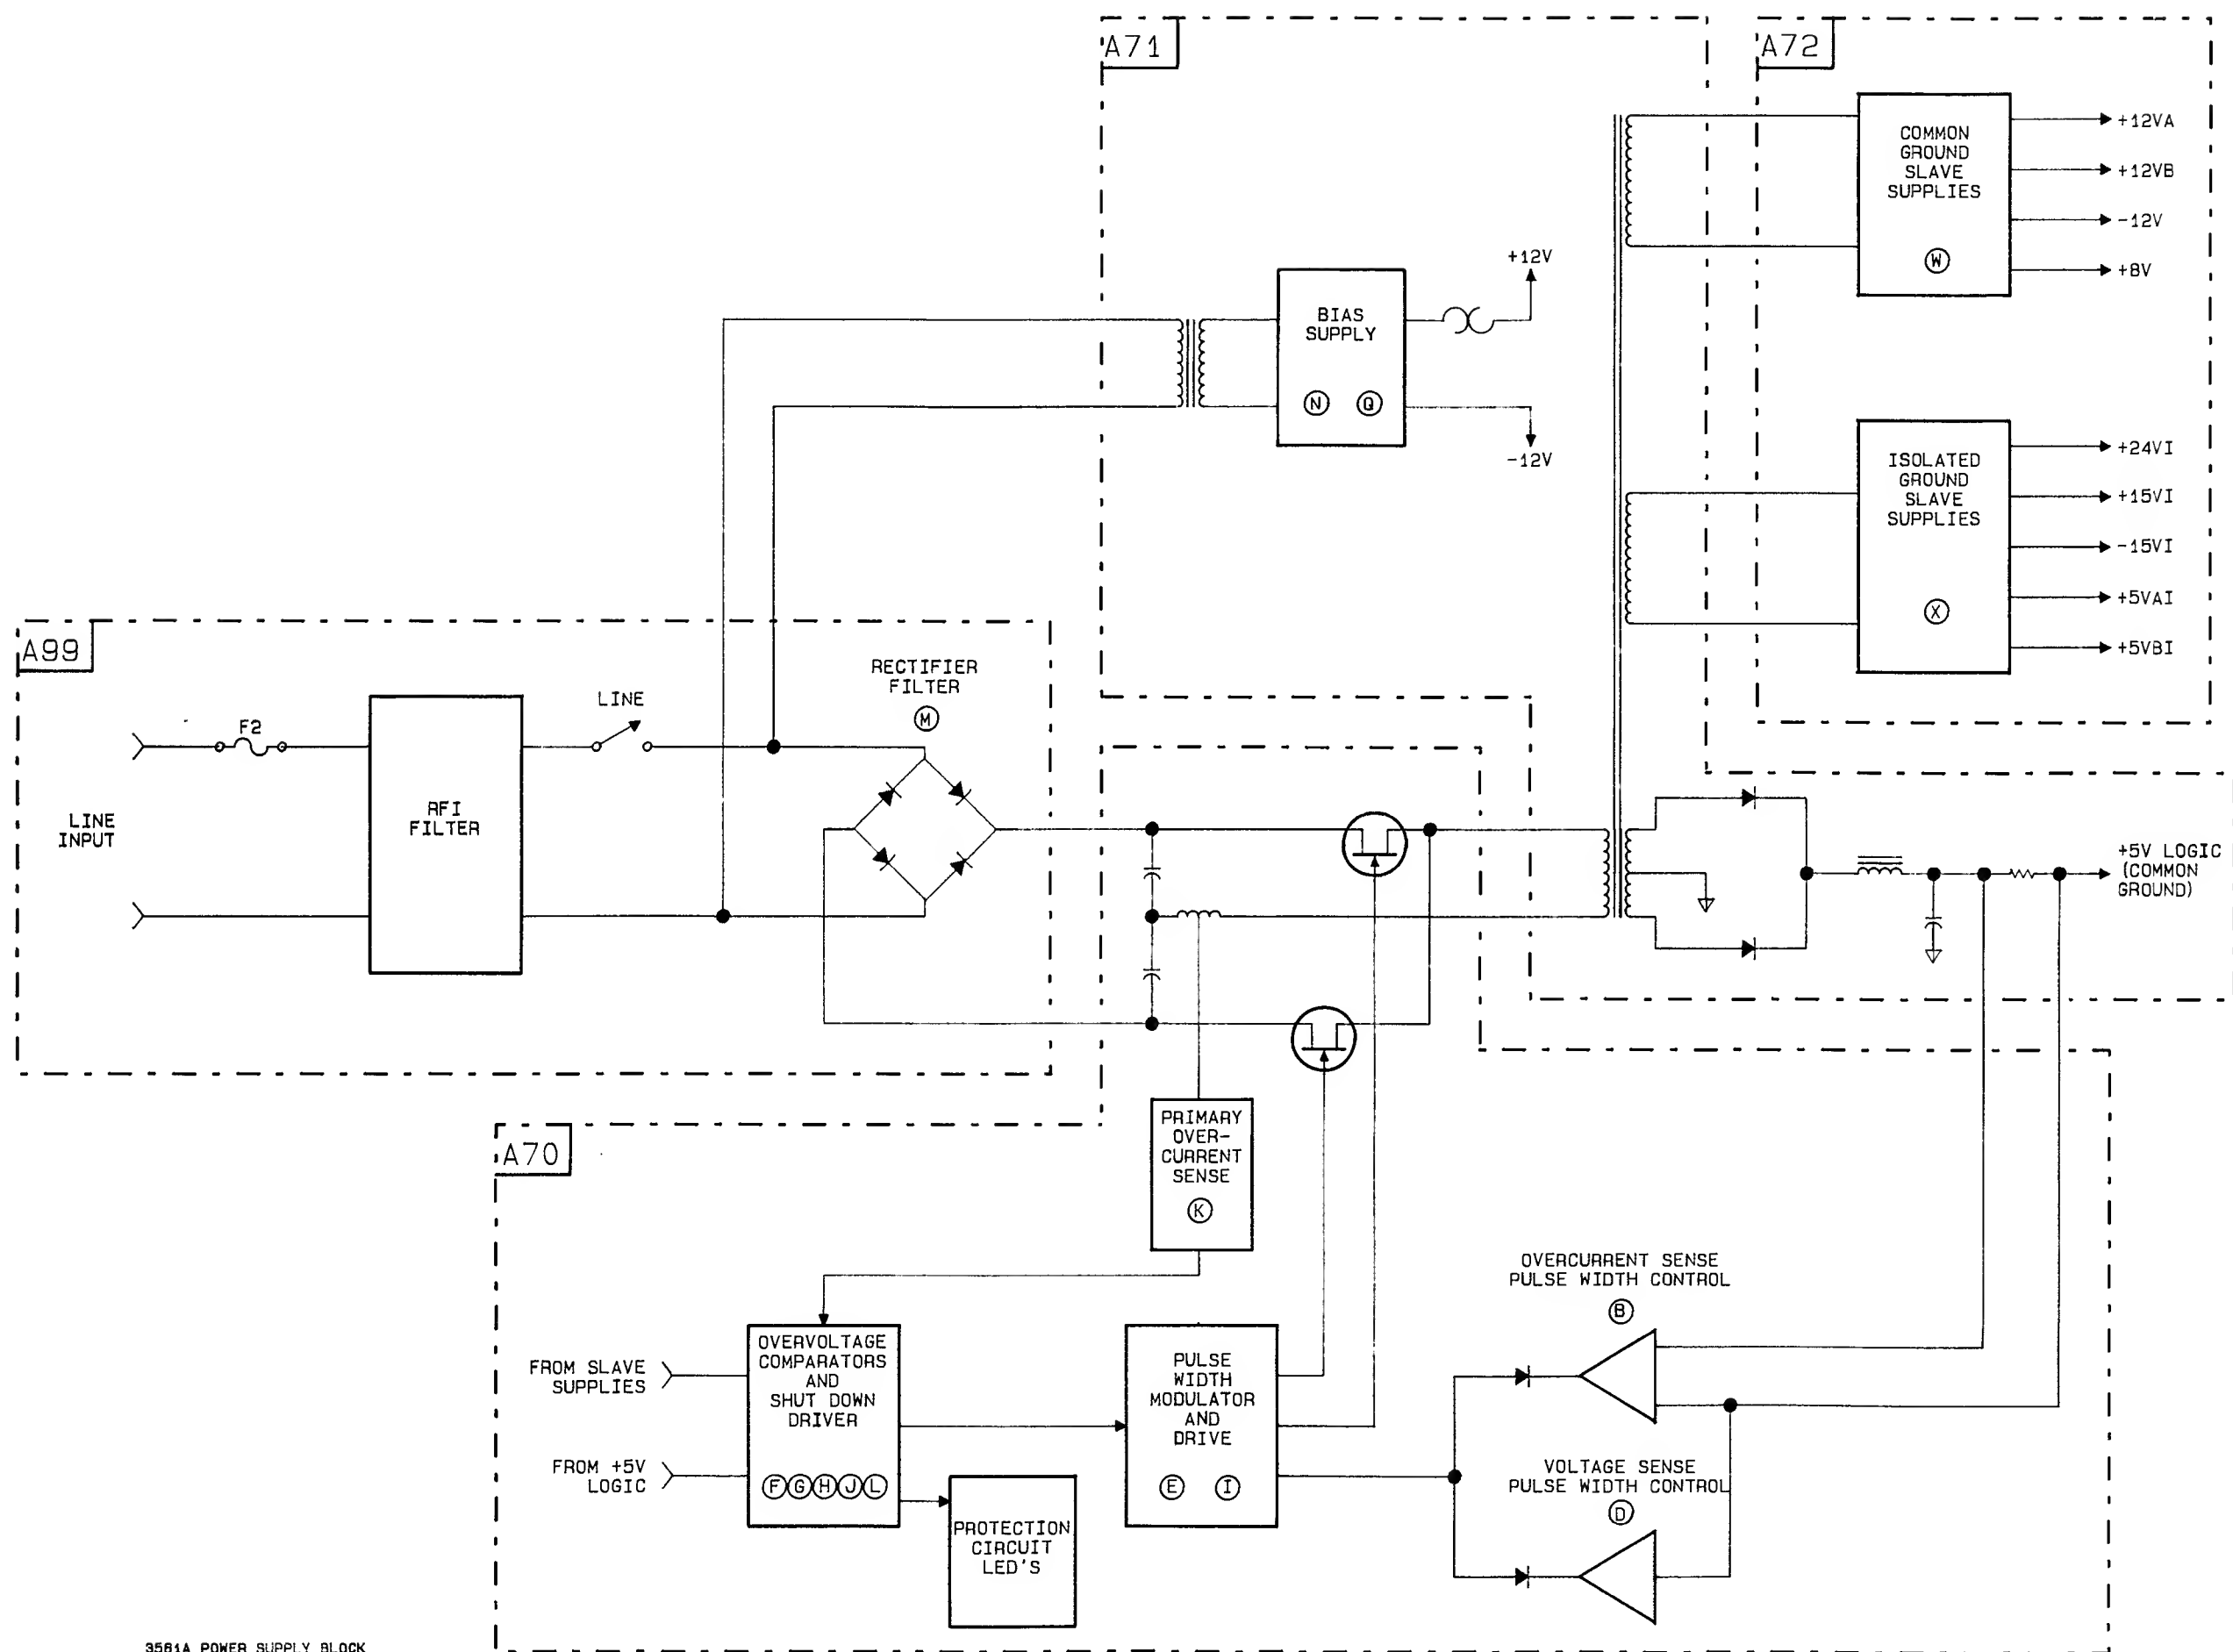 A71
A72
COMMON
GROUND
SLAVE
SUPPLIES
W
+12VA
+12VB
-12V
+8V
+12V
BIAS
SUPPLY
N Q
-12V
ISOLATED
GROUND
SLAVE
SUPPLIES
X
+24VI
+15VI
-15VI
+5VAI
+5VBI
A99
RECTIFIER
FILTER
M
LINE
F2
RFI
FILTER
LINE
INPUT
+5V LOGIC
(COMMON
GROUND)
A70
PRIMARY
OVER-
CURRENT
SENSE
K
OVERCURRENT SENSE
PULSE WIDTH CONTROL
B
FROM SLAVE
SUPPLIES
FROM +5V
LOGIC
OVERVOLTAGE
COMPARATORS
AND
SHUT DOWN
DRIVER
F G H J L
PULSE
WIDTH
MODULATOR
AND
DRIVE
E I
VOLTAGE SENSE
PULSE WIDTH CONTROL
D
PROTECTION
CIRCUIT
LED'S
3561A POWER SUPPLY BLOCK